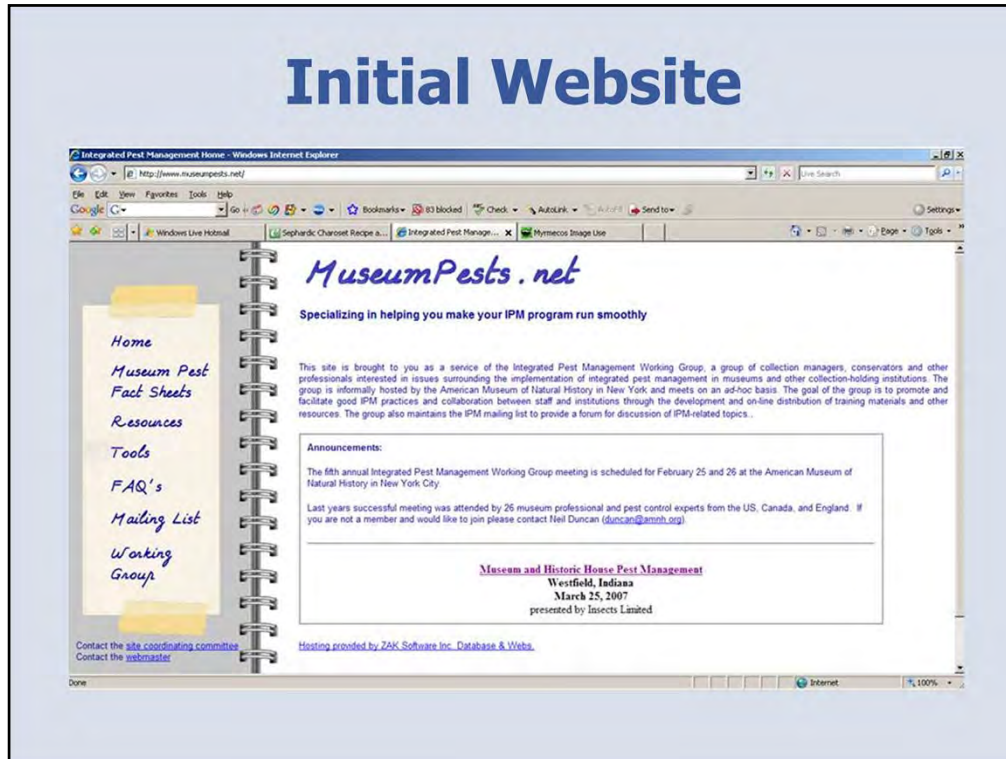 Initial Website
Integrated Pest Management Home - Windows Internet Explorer
http://www.museumpests.net/
Live Search
File Edit View Favorites Tools Help
Google G Go Bookmarks 83 blocked Check AutoLink Send to Settings
Windows Live Hotmail Sephardic Charoset Recipe a... Integrated Pest Manage... X Myrmecos Image Use Page Tools
MuseumPests.net
Specializing in helping you make your IPM program run smoothly
Home
Museum Pest
Fact Sheets
Resources
Tools
FAQ's
Mailing List
Working
Group
Contact the site coordinating committee
Contact the webmaster
This site is brought to you as a service of the Integrated Pest Management Working Group, a group of collection managers, conservators and other
professionals interested in issues surrounding the implementation of integrated pest management in museums and other collection-holding institutions. The
group is informally hosted by the American Museum of Natural History in New York and meets on an ad-hoc basis. The goal of the group is to promote and
facilitate good IPM practices and collaboration between staff and institutions through the development and on-line distribution of training materials and other
resources. The group also maintains the IPM mailing list to provide a forum for discussion of IPM-related topics..
Announcements:
The fifth annual Integrated Pest Management Working Group meeting is scheduled for February 25 and 26 at the American Museum of
Natural History in New York City.
Last years successful meeting was attended by 26 museum professional and pest control experts from the US, Canada, and England. If
you are not a member and would like to join please contact Neil Duncan (duncan@amnh.org).
Museum and Historic House Pest Management
Westfield, Indiana
March 25, 2007
presented by Insects Limited
Hosting provided by ZAK Software Inc. Database & Webs.
Done Internet 100%